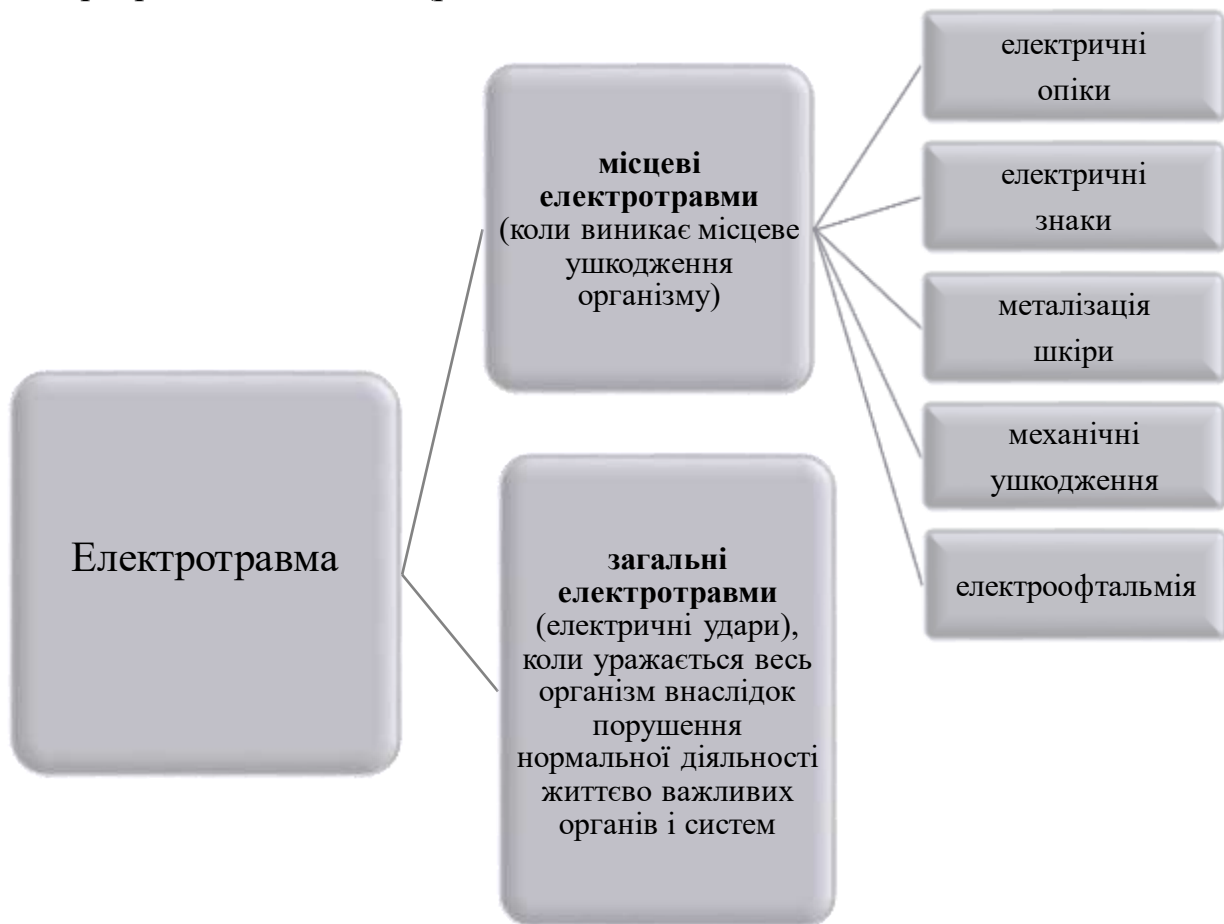 Електротравма
місцеві
електротравми
(коли виникає місцеве
ушкодження
організму)
електричні
опіки
електричні
знаки
металізація
шкіри
механічні
ушкодження
електроофтальмія
загальні
електротравми
(електричні удари),
коли уражається весь
організм внаслідок
порушення
нормальної діяльності
життєво важливих
органів і систем